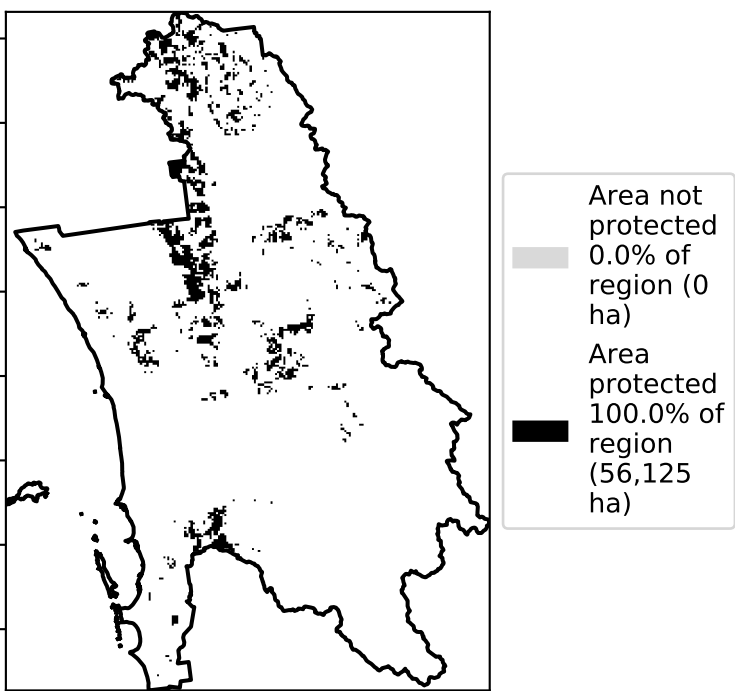 Area not
protected
0.0% of
region (0
ha)
Area
protected
100.0% of
region
(56,125
ha)